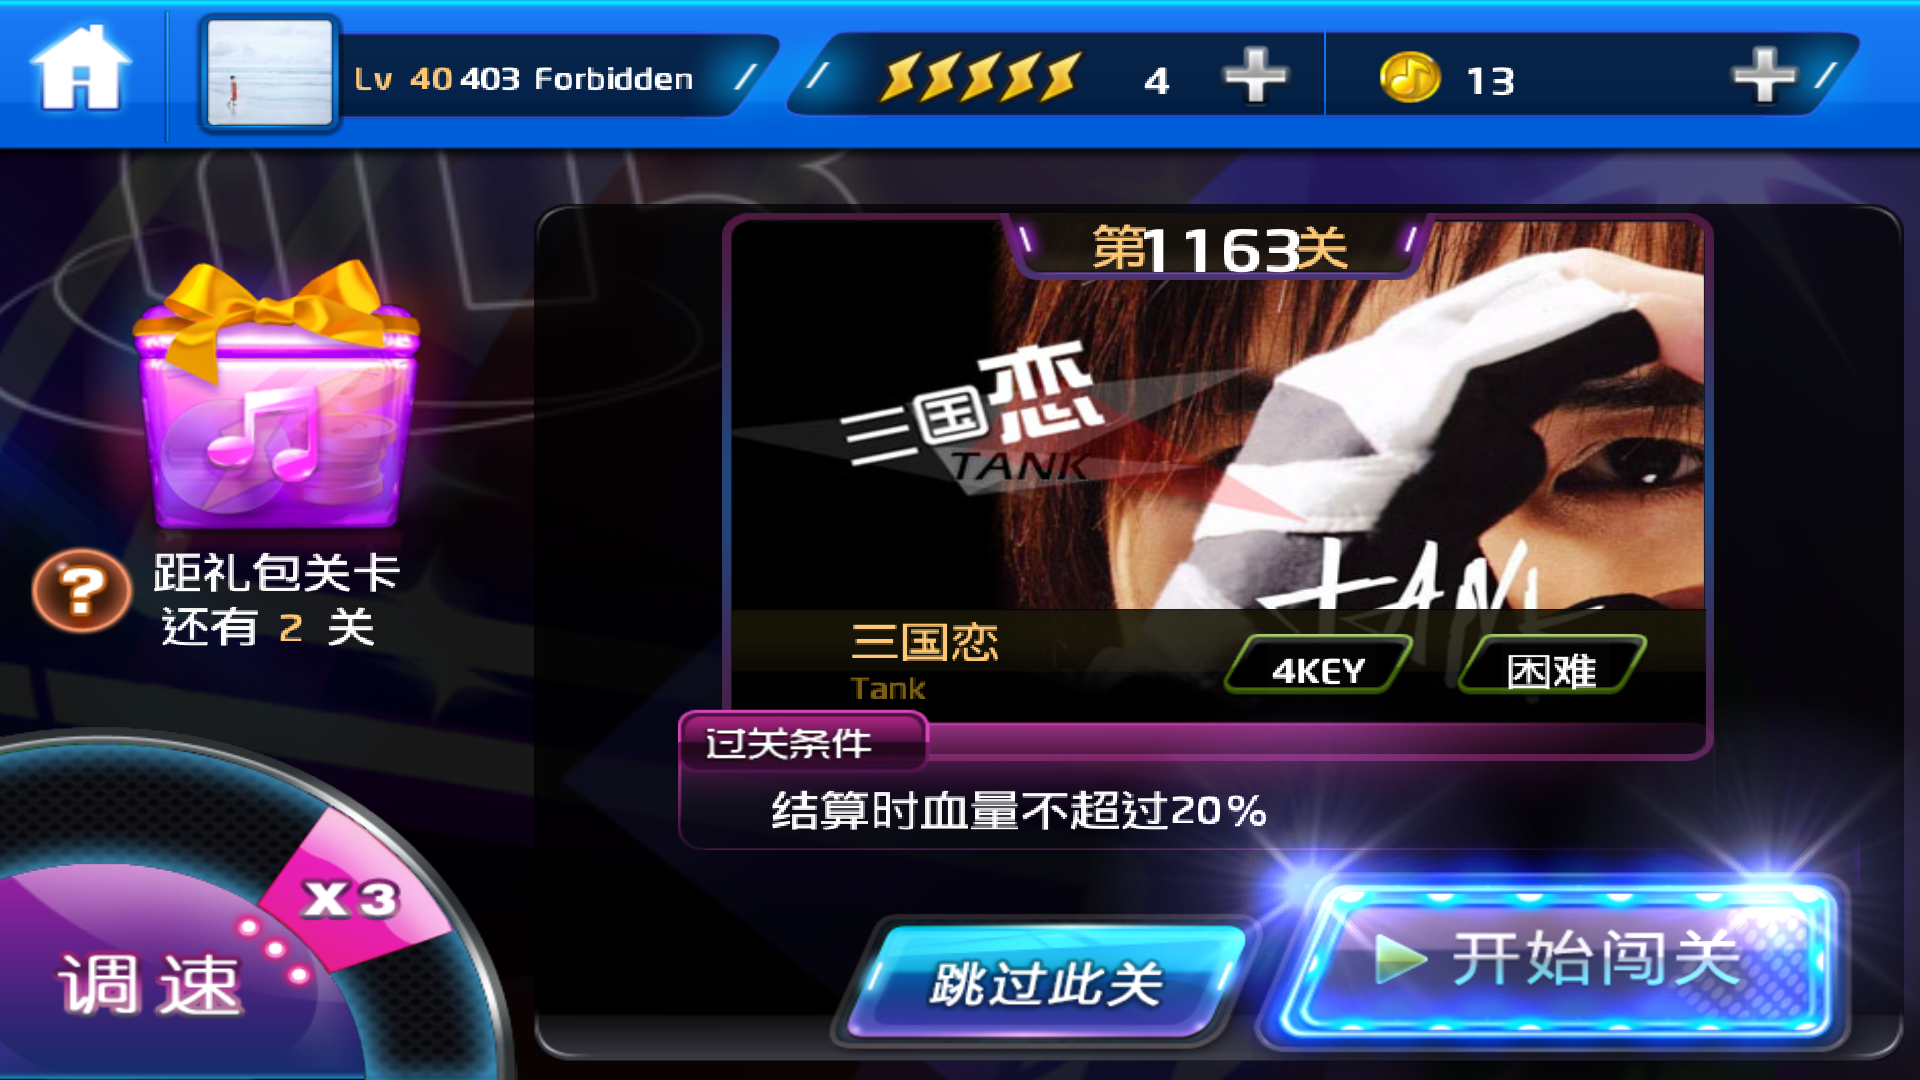 Lv 40 403 Forbidden
4
13
第1163关
三国恋
TANK
TANK
三国恋
Tank
4KEY
困难
?
距礼包关卡
还有 2 关
过关条件
结算时血量不超过20%
X3
调速
跳过此关
开始闯关